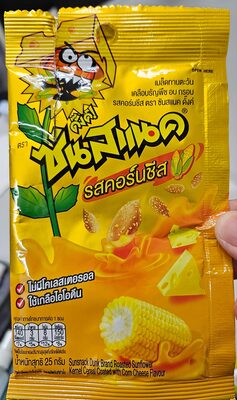 OPEN HERE
เมล็ดทานตะวัน
เคลือบธัญพืช อบ กรอบ
รสคอร์นชีส ตรา ซันสแนค ดั๊งค์
ตรา
ดั๊งค์
ซันสแนค
รสคอร์นชีส
ไม่มีโคเลสเตอรอล
ใช้เกลือไอโอดีน
น้ำหนักสุทธิ 25 กรัม
Sunsnack Dunk Brand Roasted Sunflower
Kernel Cereal Coated with Corn Cheese Flavour